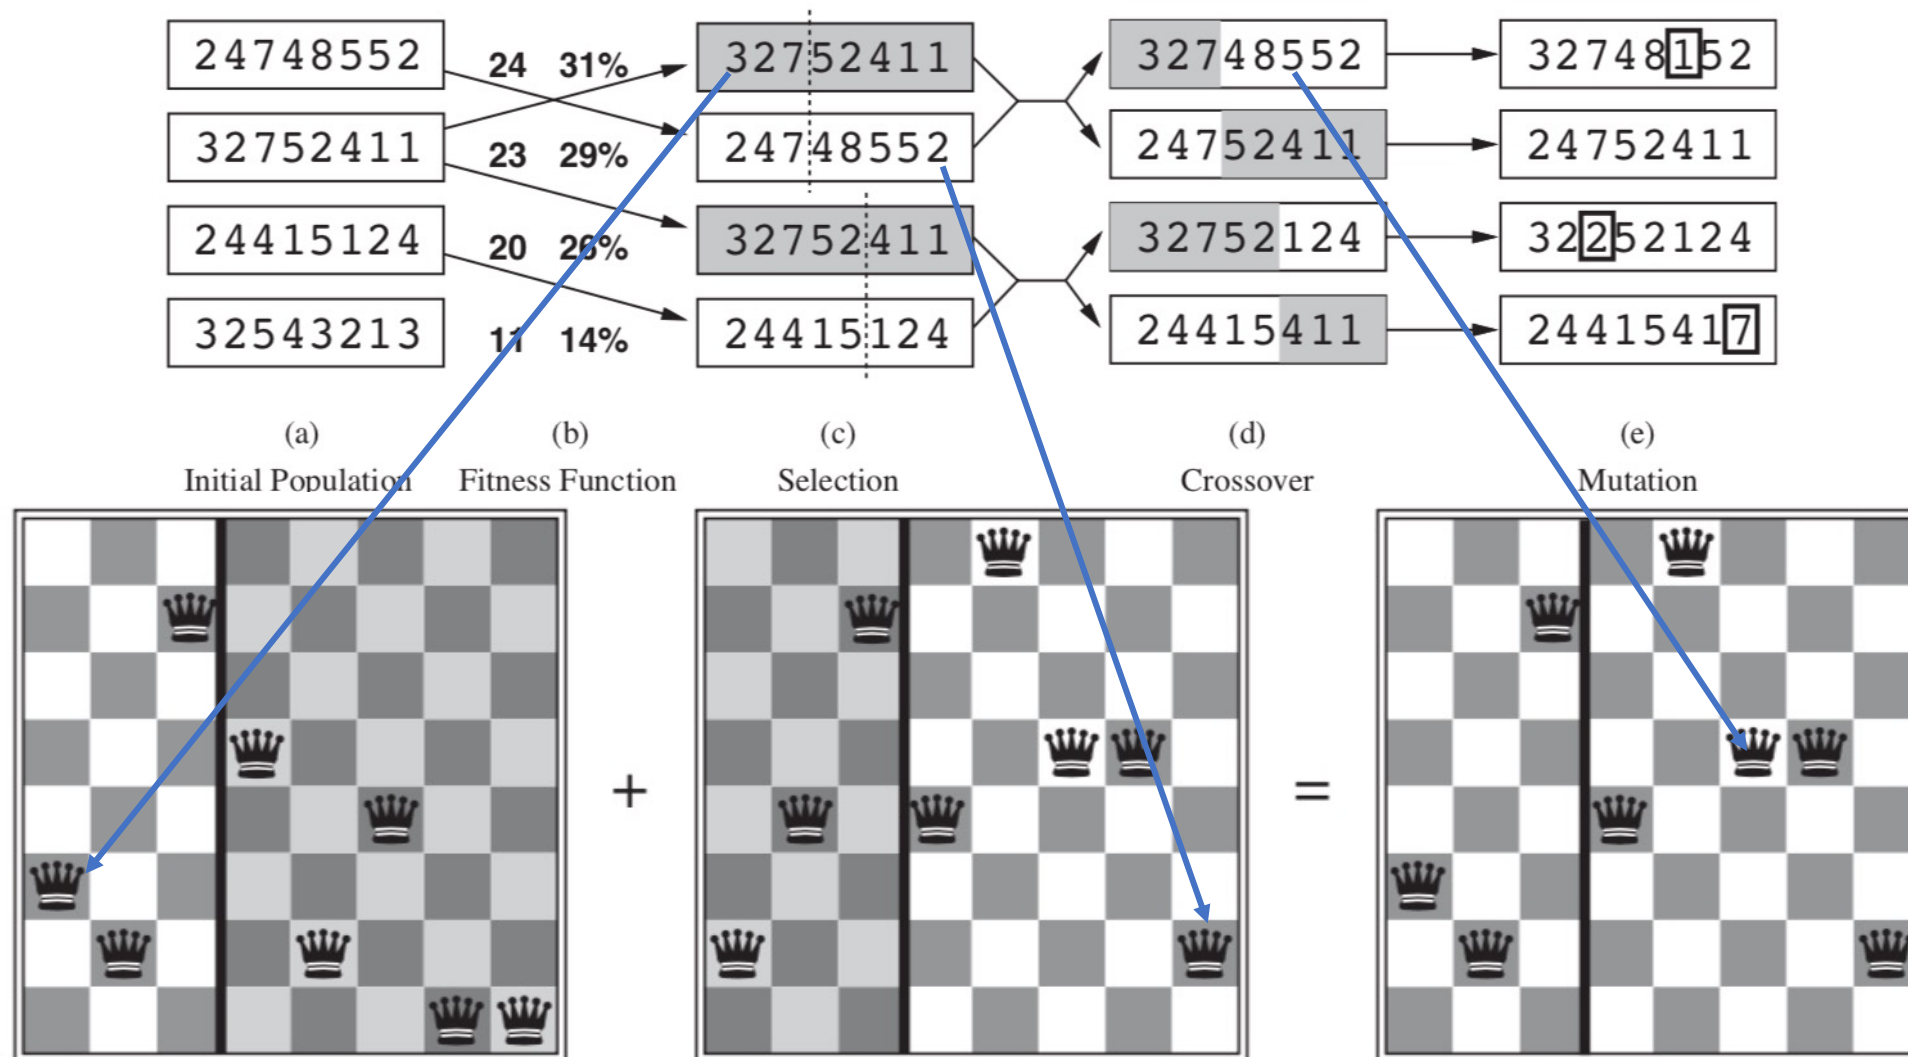 24748552 24 31% 32752411 32748552 32748152
32752411 23 29% 24748552 24752411 24752411
24415124 20 26% 32752411 32752124 32252124
32543213 11 14% 24415124 24415411 24415417
(a) (b) (c) (d) (e)
Initial Population Fitness Function Selection Crossover Mutation
+ =